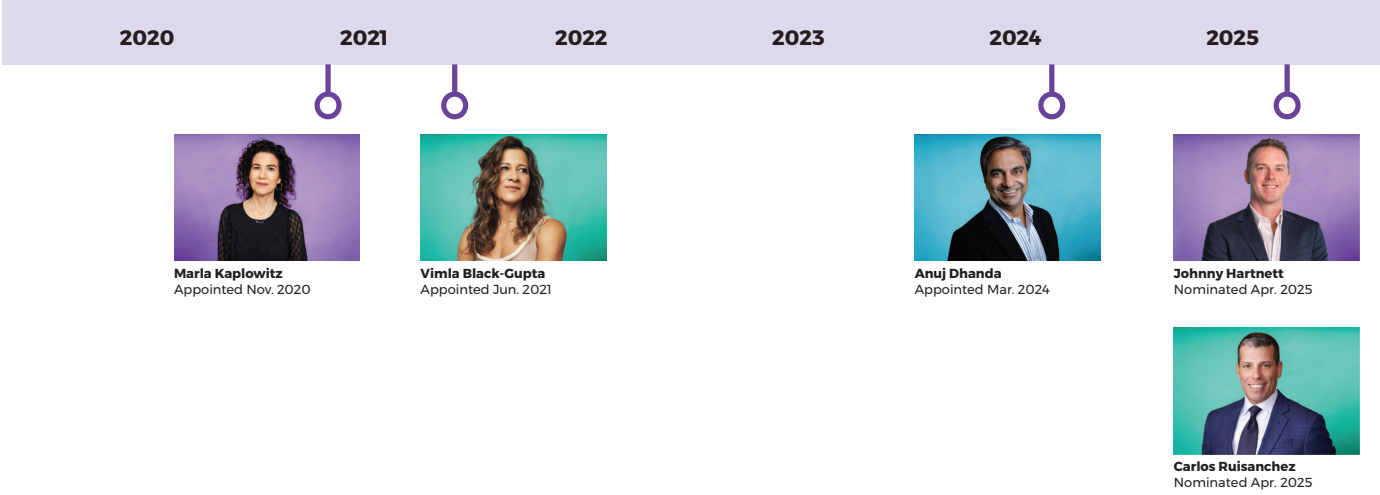 2020 2021 2022 2023 2024 2025
Marla Kaplowitz
Appointed Nov. 2020
Vimla Black-Gupta
Appointed Jun. 2021
Anuj Dhanda
Appointed Mar. 2024
Johnny Hartnett
Nominated Apr. 2025
Carlos Ruisanchez
Nominated Apr. 2025